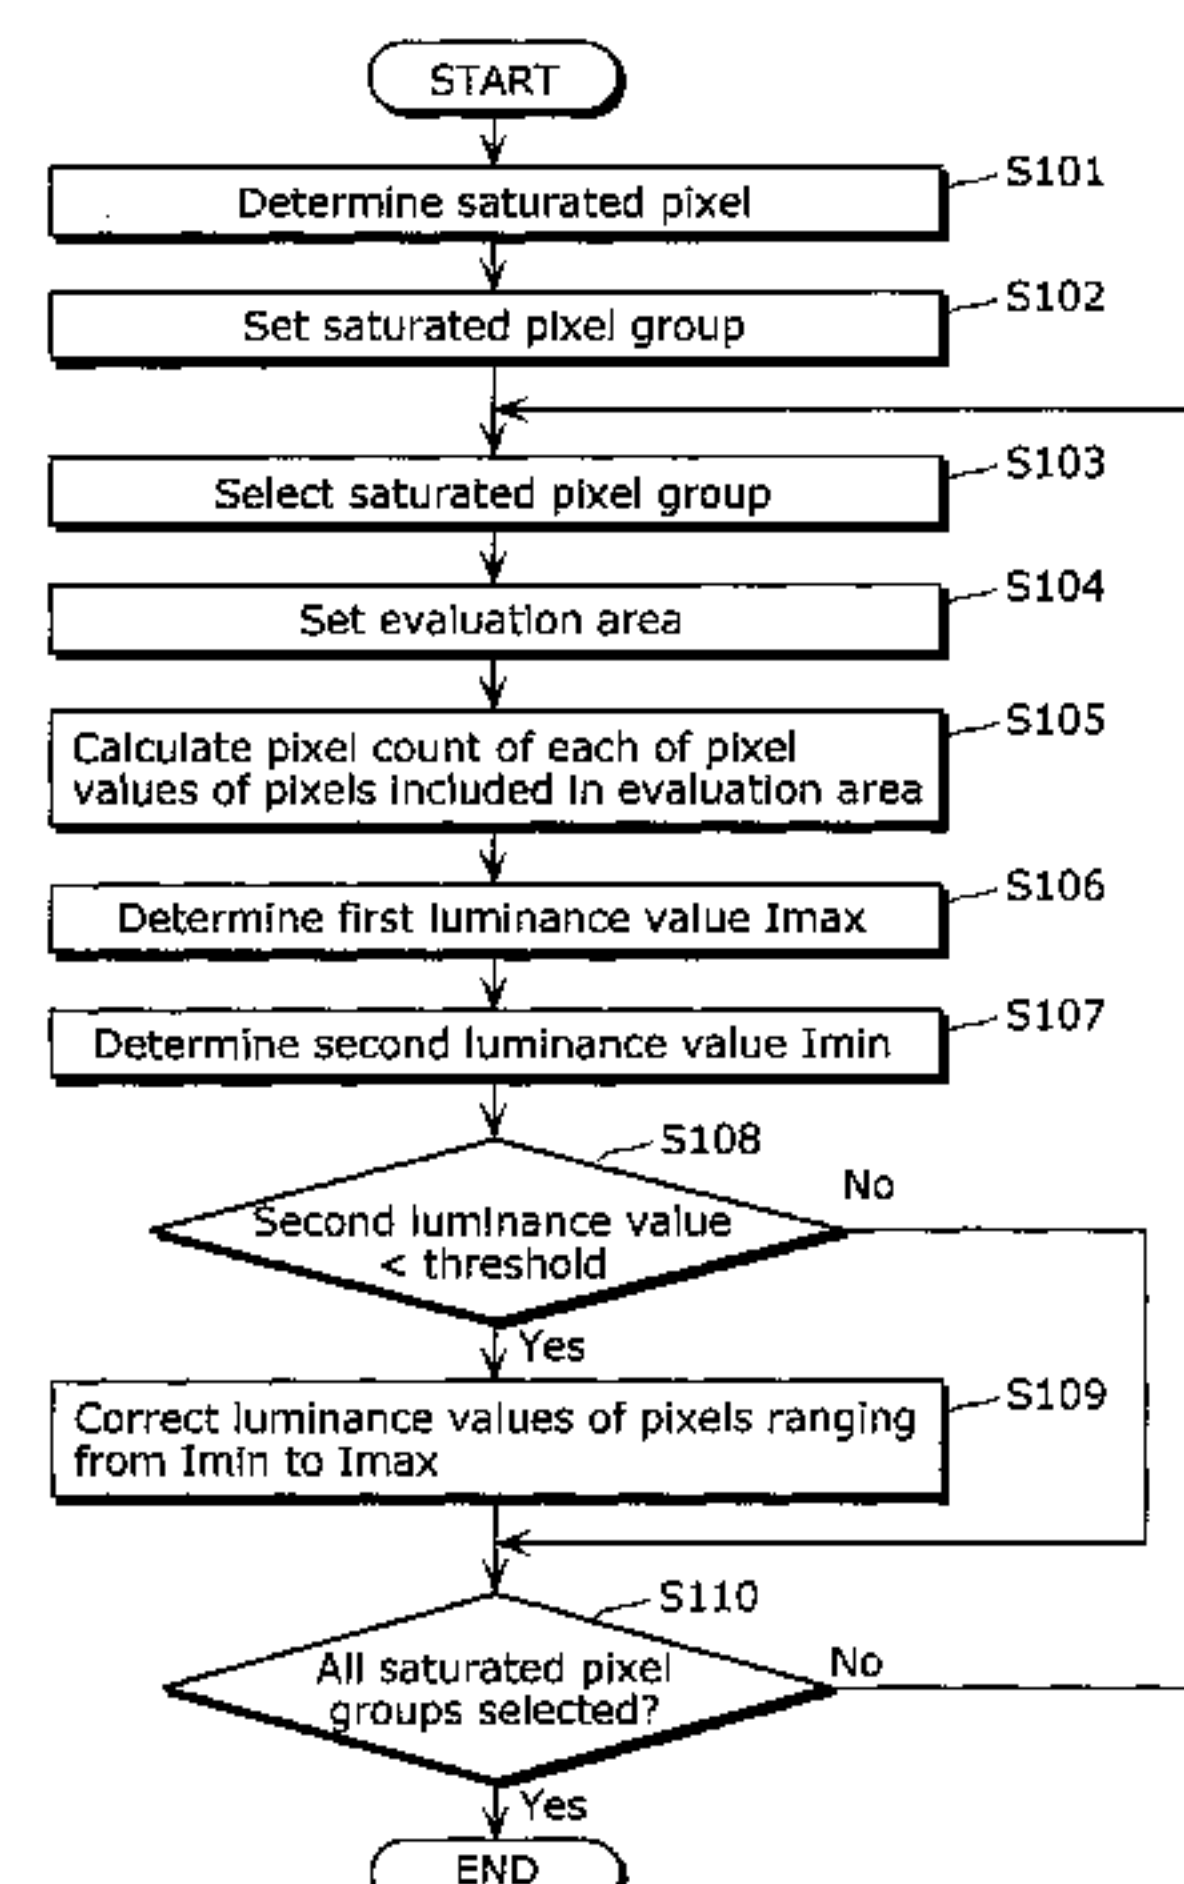 START
S101
Determine saturated pixel
S102
Set saturated pixel group
S103
Select saturated pixel group
S104
Set evaluation area
S105
Calculate pixel count of each of pixel
values of pixels included in evaluation area
S106
Determine first luminance value Imax
S107
Determine second luminance value Imin
S108
No
Second luminance value
< threshold
Yes
S109
Correct luminance values of pixels ranging
from Imin to Imax
S110
No
All saturated pixel
groups selected?
Yes
END